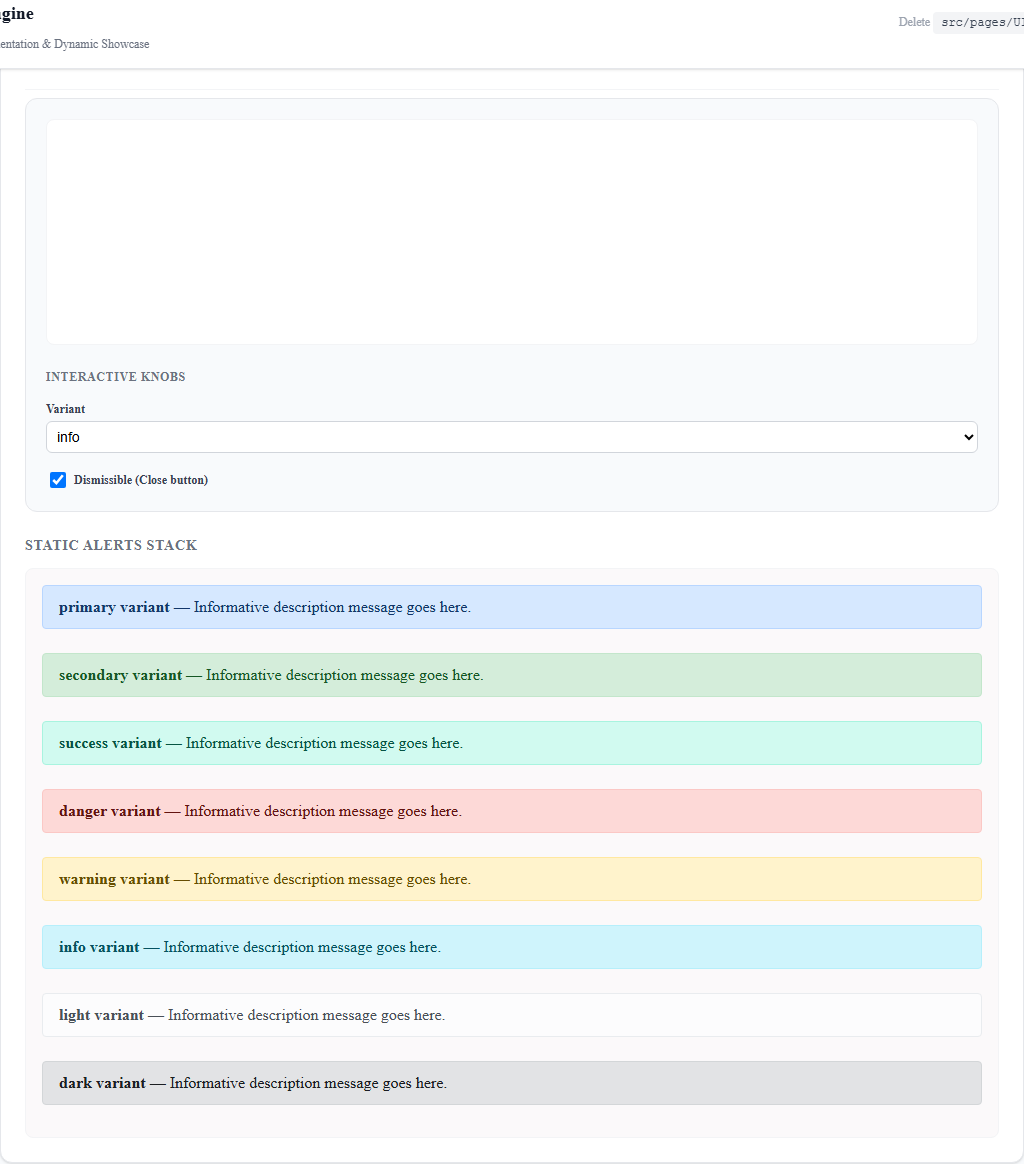 gine
Delete src/pages/UI
entation & Dynamic Showcase
INTERACTIVE KNOBS
Variant
info
Dismissible (Close button)
STATIC ALERTS STACK
primary variant — Informative description message goes here.
secondary variant — Informative description message goes here.
success variant — Informative description message goes here.
danger variant — Informative description message goes here.
warning variant — Informative description message goes here.
info variant — Informative description message goes here.
light variant — Informative description message goes here.
dark variant — Informative description message goes here.